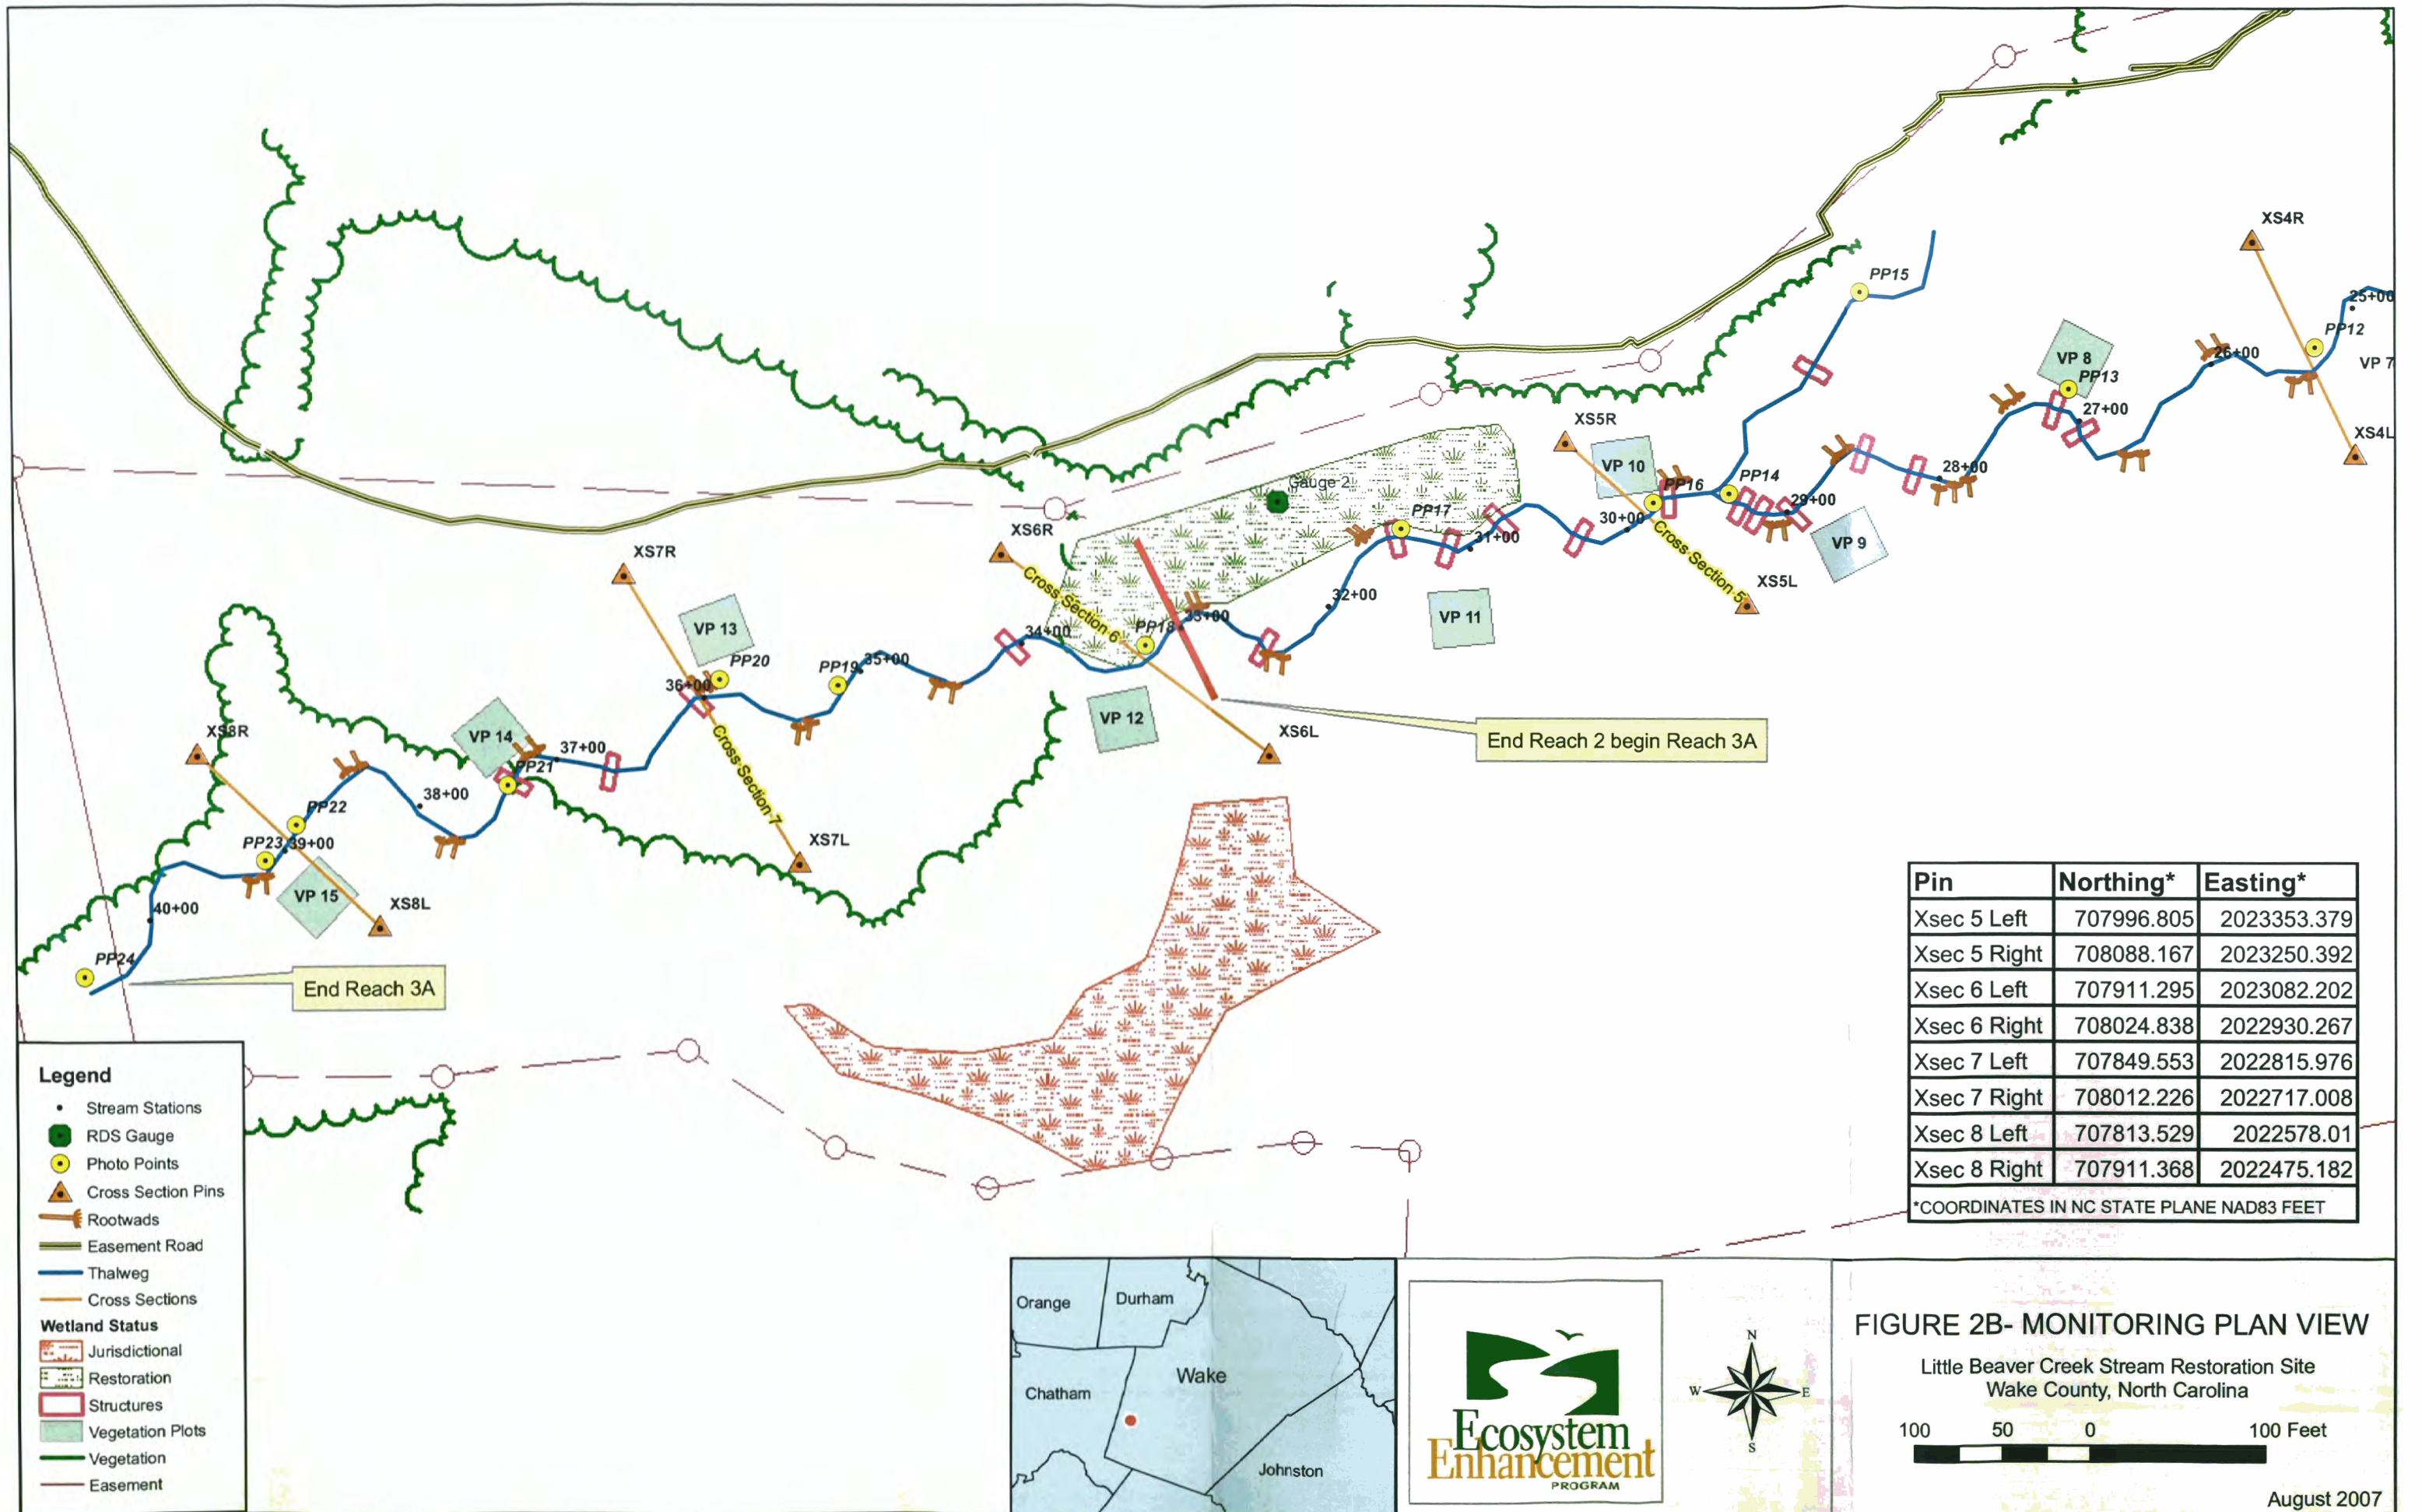 XS4R
PP15
25+00
PP12
26+00
VP 7
VP 8
PP13
27+00
XS5R
XS4L
VP 10
PP16
PP14
28+00
Gauge 2
PP17
29+00
30+00
31+00
VP 9
Cross Section 5
XS5L
XS6R
XS7R
32+00
VP 11
Cross Section 6
33+00
PP18
34+00
VP 13
PP20
PP19
35+00
36+00
VP 12
XS6L
End Reach 2 begin Reach 3A
XS8R
VP 14
37+00
PP21
Cross Section 7
38+00
PP22
XS7L
PP23
39+00
VP 15
XS8L
40+00
PP24
End Reach 3A
Pin Northing* Easting*
Xsec 5 Left 707996.805 2023353.379
Xsec 5 Right 708088.167 2023250.392
Xsec 6 Left 707911.295 2023082.202
Xsec 6 Right 708024.838 2022930.267
Xsec 7 Left 707849.553 2022815.976
Xsec 7 Right 708012.226 2022717.008
Xsec 8 Left 707813.529 2022578.01
Xsec 8 Right 707911.368 2022475.182
*COORDINATES IN NC STATE PLANE NAD83 FEET
Legend
Stream Stations
RDS Gauge
Photo Points
Cross Section Pins
Rootwads
Easement Road
Thalweg
Cross Sections
Wetland Status
Jurisdictional
Restoration
Structures
Vegetation Plots
Vegetation
Easement
Orange
Durham
Wake
Chatham
Johnston
Ecosystem
Enhancement
PROGRAM
N
W E
S
FIGURE 2B- MONITORING PLAN VIEW
Little Beaver Creek Stream Restoration Site
Wake County, North Carolina
100 50 0 100 Feet
August 2007